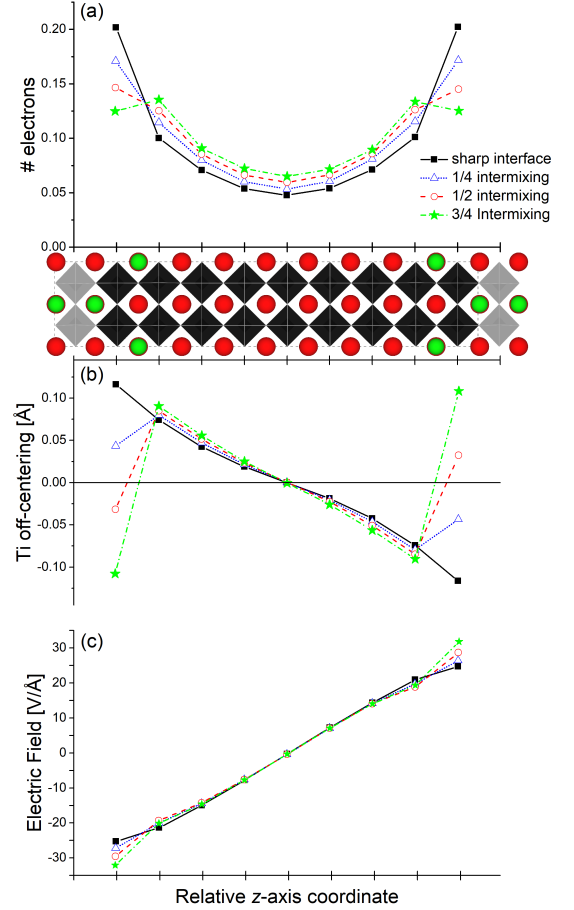 (a)
0.20
0.15
0.10
0.05
0.00
# electrons
sharp interface
1/4 intermixing
1/2 intermixing
3/4 Intermixing
(b)
0.10
0.05
0.00
-0.05
-0.10
Ti off-centering [Å]
(c)
30
20
10
0
-10
-20
-30
Electric Field [V/Å]
Relative z-axis coordinate